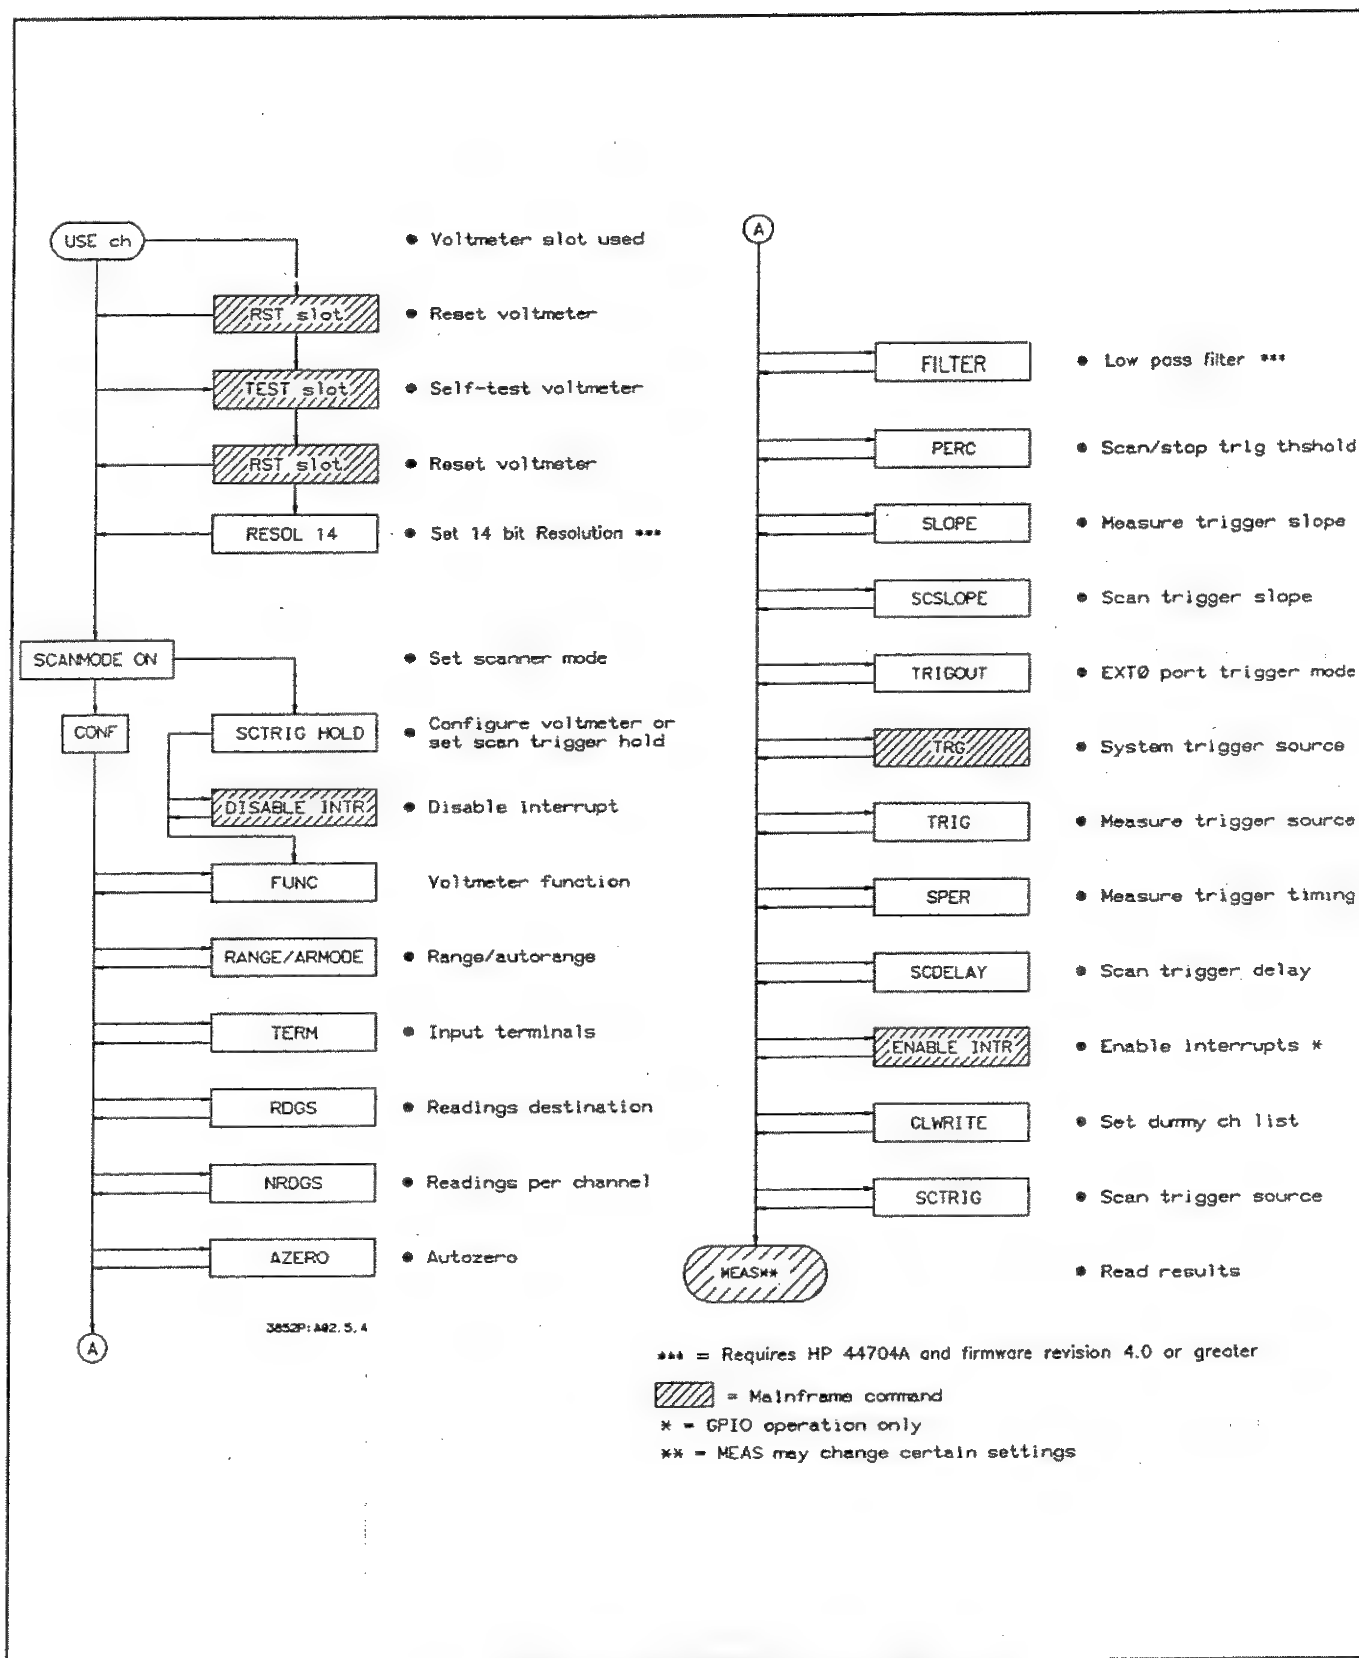 USE ch
● Voltmeter slot used
RST slot
● Reset voltmeter
TEST slot
● Self-test voltmeter
RST slot
● Reset voltmeter
RESOL 14
● Set 14 bit Resolution ***
SCANMODE ON
● Set scanner mode
CONF
SCTRIG HOLD
● Configure voltmeter or
set scan trigger hold
DISABLE INTR
● Disable interrupt
FUNC
Voltmeter function
RANGE/ARMODE
● Range/autorange
TERM
● Input terminals
RDGS
● Readings destination
NRDGS
● Readings per channel
AZERO
● Autozero
3852P:A02.5.4
A
A
FILTER
● Low pass filter ***
PERC
● Scan/stop trig thshold
SLOPE
● Measure trigger slope
SCSLOPE
● Scan trigger slope
TRIGOUT
● EXT0 port trigger mode
TRG
● System trigger source
TRIG
● Measure trigger source
SPER
● Measure trigger timing
SCDELAY
● Scan trigger delay
ENABLE INTR
● Enable interrupts *
CLWRITE
● Set dummy ch list
SCTRIG
● Scan trigger source
MEAS**
● Read results
*** = Requires HP 44704A and firmware revision 4.0 or greater
= Mainframe command
* = GPIO operation only
** = MEAS may change certain settings